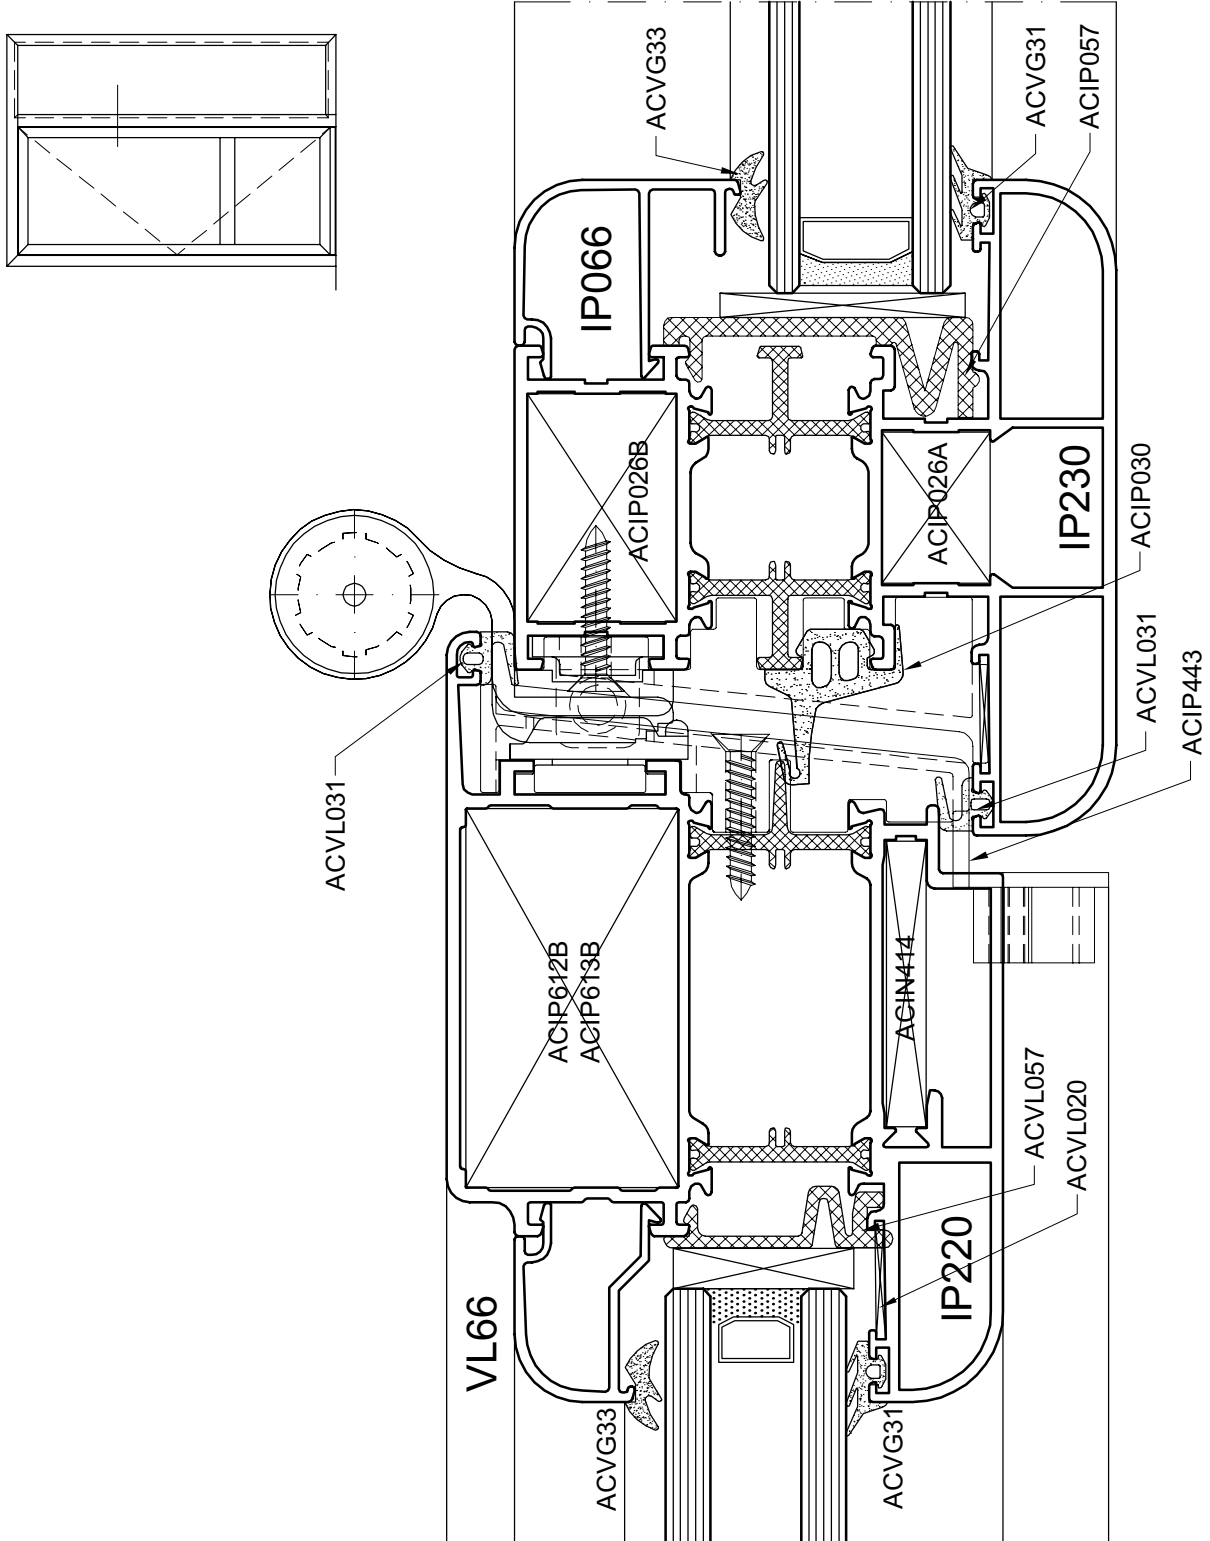 ACVG33
ACVG31
ACIP057
IP066
ACIP026B
ACIP026A
IP230
ACIP030
ACVL031
ACIP443
ACVL031
ACIP612B
ACIP613B
ACIN414
ACVL057
ACVL020
IP220
VL66
ACVG33
ACVG31